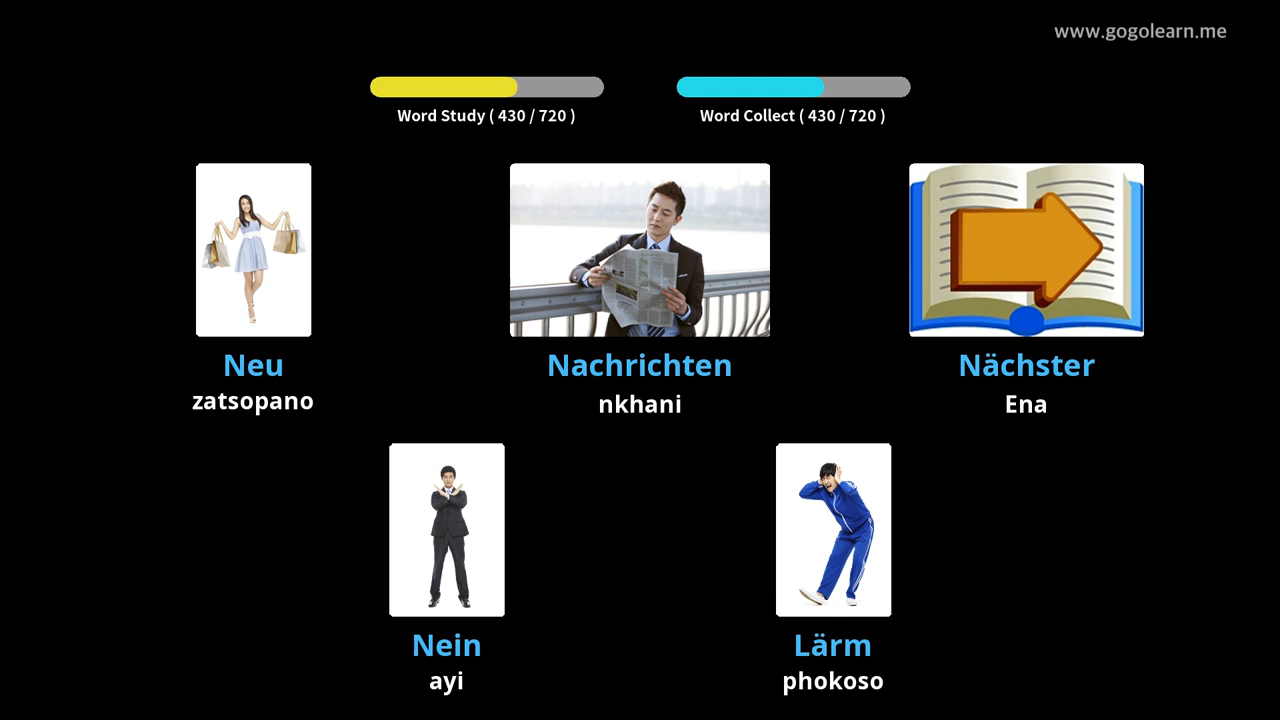 www.gogolearn.me
Word Study ( 430 / 720 )
Word Collect ( 430 / 720 )
Neu
zatsopano
Nachrichten
nkhani
Nächster
Ena
Nein
ayi
Lärm
phokoso